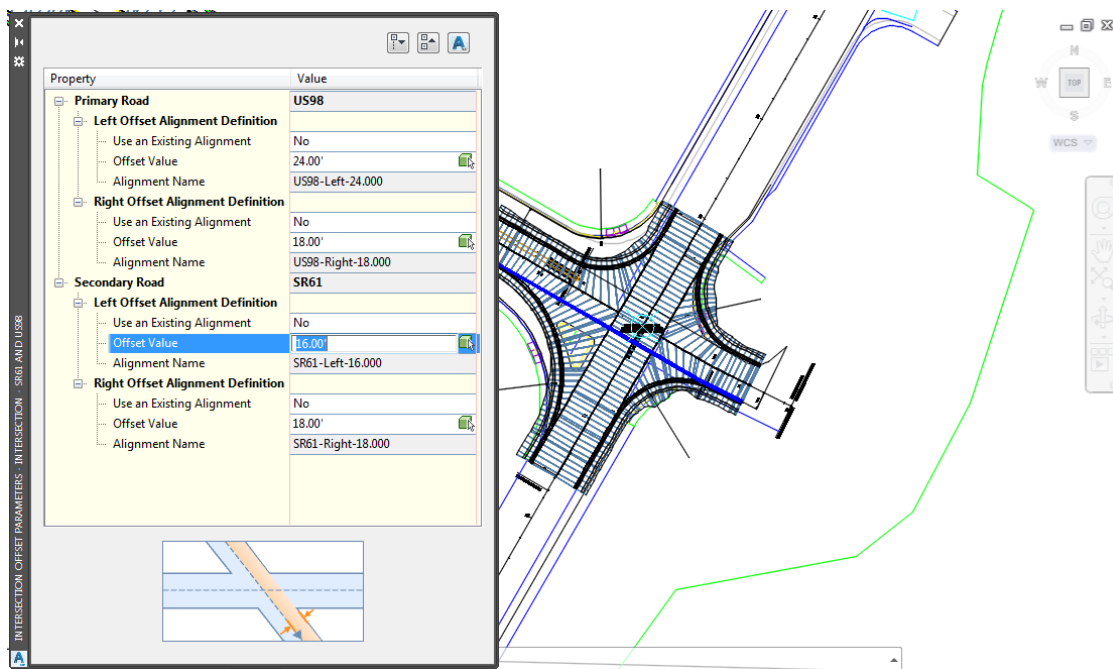 Property Value
Primary Road US98
Left Offset Alignment Definition
Use an Existing Alignment No
Offset Value 24.00'
Alignment Name US98-Left-24.000
Right Offset Alignment Definition
Use an Existing Alignment No
Offset Value 18.00'
Alignment Name US98-Right-18.000
Secondary Road SR61
Left Offset Alignment Definition
Use an Existing Alignment No
Offset Value 16.00'
Alignment Name SR61-Left-16.000
Right Offset Alignment Definition
Use an Existing Alignment No
Offset Value 18.00'
Alignment Name SR61-Right-18.000
INTERSECTION OFFSET PARAMETERS - INTERSECTION - SR61 AND US98
N
W TOP E
S
WCS